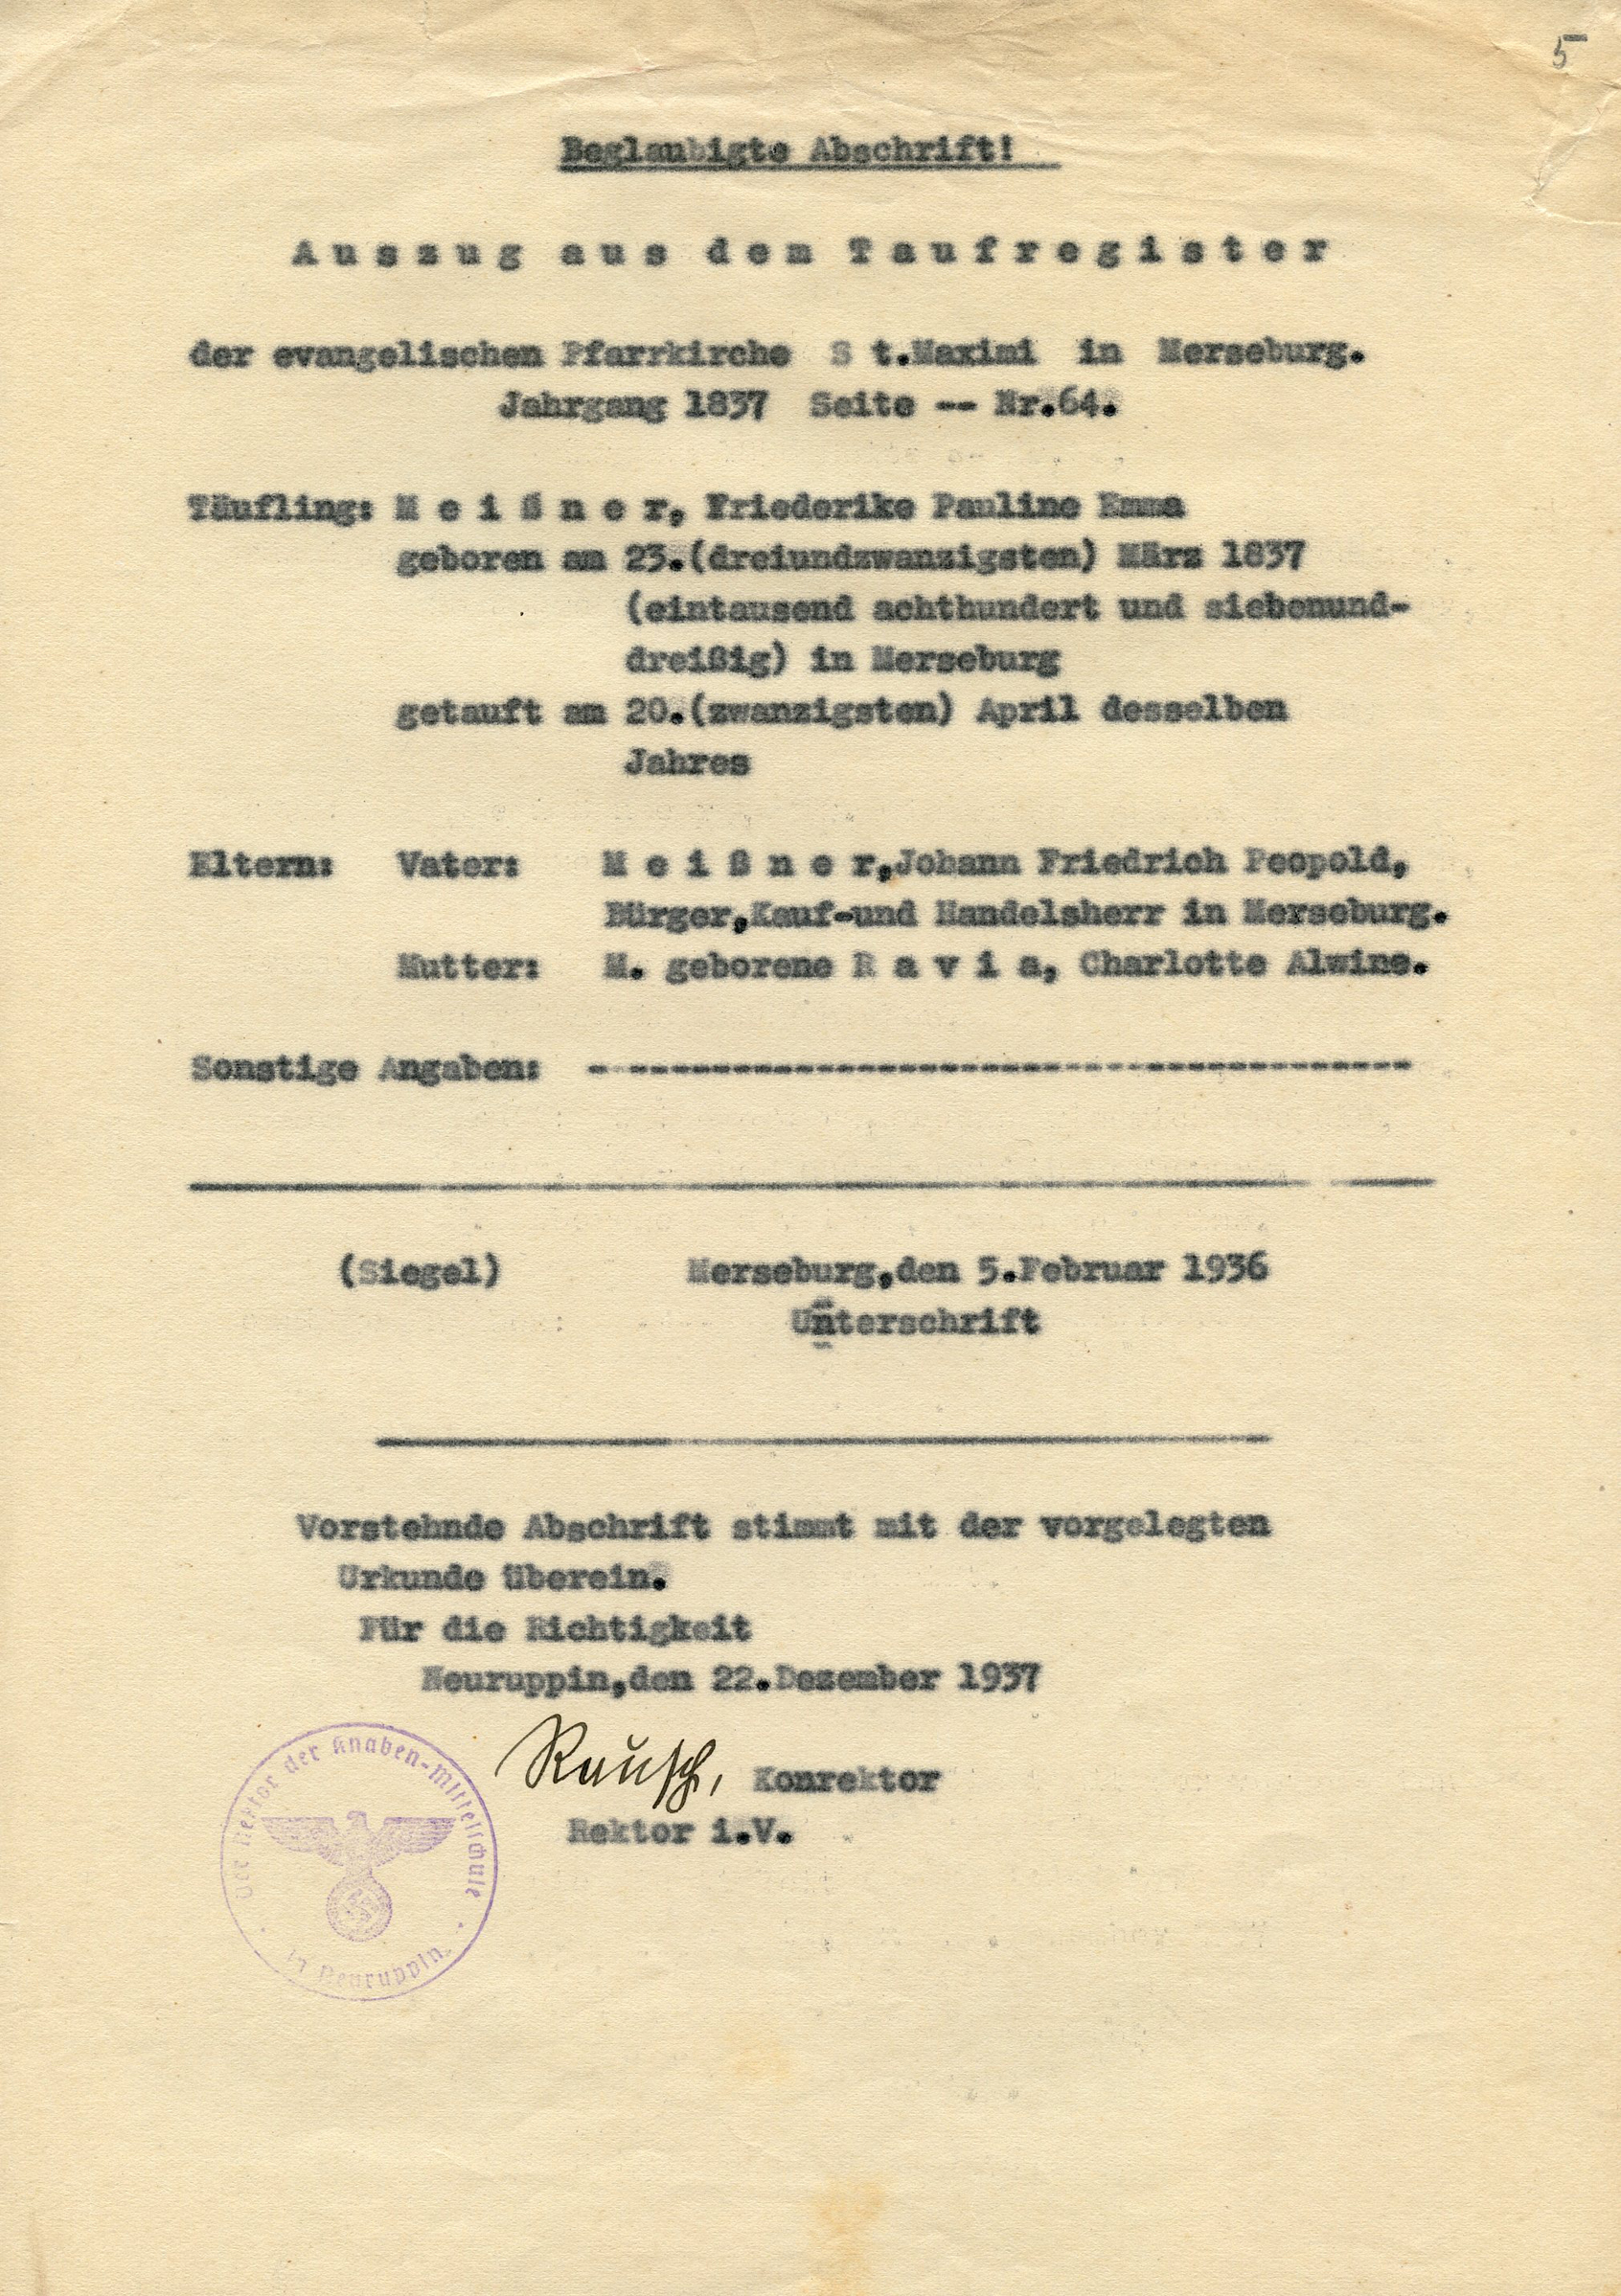 5
Beglaubigte Abschrift!
Auszug aus dem Taufregister
der evangelischen Pfarrkirche S t.Maximi in Merseburg.
Jahrgang 1837 Seite -- Nr.64.
Täufling: M e i ß n e r, Friederike Pauline Emma
geboren am 23.(dreiundzwanzigsten) März 1837
(eintausend achthundert und siebenund-
dreißig) in Merseburg
getauft am 20.(zwanzigsten) April desselben
Jahres
Eltern: Vater: M e i ß n e r,Johann Friedrich Peopold,
Bürger,Kauf-und Handelsherr in Merseburg.
Mutter: M. geborene R a v i a, Charlotte Alwine.
Sonstige Angaben: ----------------------------------------
(Siegel) Merseburg,den 5.Februar 1936
Unterschrift
Vorstehnde Abschrift stimmt mit der vorgelegten
Urkunde überein.
Für die Richtigkeit
Neuruppin,den 22.Dezember 1937
Rausch, Konrektor
Rektor i.V.
Der Rektor der Knaben-Mittelschule
in Neuruppin